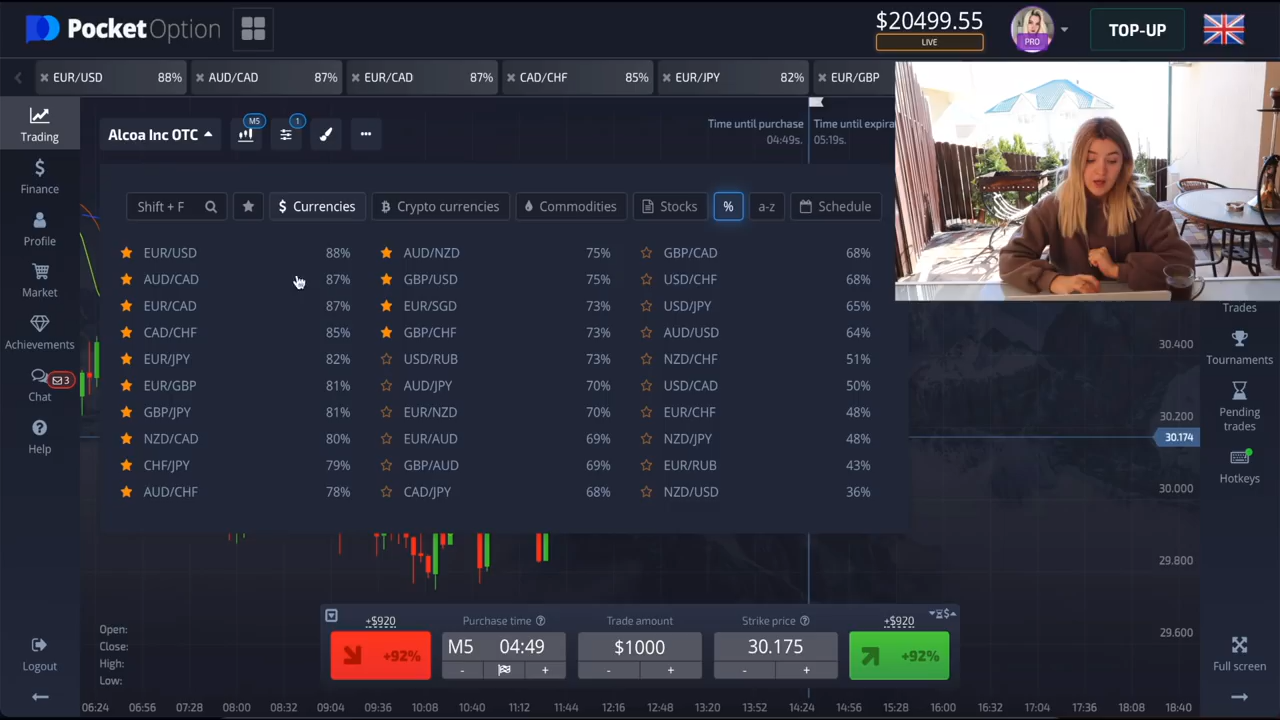 PocketOption
$20499.55
LIVE
PRO
TOP-UP
EUR/USD 88%
AUD/CAD 87%
EUR/CAD 87%
CAD/CHF 85%
EUR/JPY 82%
EUR/GBP
Trading
Finance
Profile
Market
Achievements
3
Chat
Help
Logout
Alcoa Inc OTC
M5
1
Time until purchase
04:49s.
Time until expira
05:19s.
Shift + F
$ Currencies
Crypto currencies
Commodities
Stocks
%
a-z
Schedule
EUR/USD 88% AUD/NZD 75% GBP/CAD 68%
AUD/CAD 87% GBP/USD 75% USD/CHF 68%
EUR/CAD 87% EUR/SGD 73% USD/JPY 65%
CAD/CHF 85% GBP/CHF 73% AUD/USD 64%
EUR/JPY 82% USD/RUB 73% NZD/CHF 51%
EUR/GBP 81% AUD/JPY 70% USD/CAD 50%
GBP/JPY 81% EUR/NZD 70% EUR/CHF 48%
NZD/CAD 80% EUR/AUD 69% NZD/JPY 48%
CHF/JPY 79% GBP/AUD 69% EUR/RUB 43%
AUD/CHF 78% CAD/JPY 68% NZD/USD 36%
30.400
30.200
30.174
30.000
29.800
29.600
Trades
Tournaments
Pending
trades
Hotkeys
Full screen
Open:
Close:
High:
Low:
+$920
+92%
Purchase time
M5 04:49
- +
Trade amount
$1000
- +
Strike price
30.175
- +
+$920
+92%
06:24 06:56 07:28 08:00 08:32 09:04 09:36 10:08 10:40 11:12 11:44 12:16 12:48 13:20 13:52 14:24 14:56 15:28 16:00 16:32 17:04 17:36 18:08 18:40